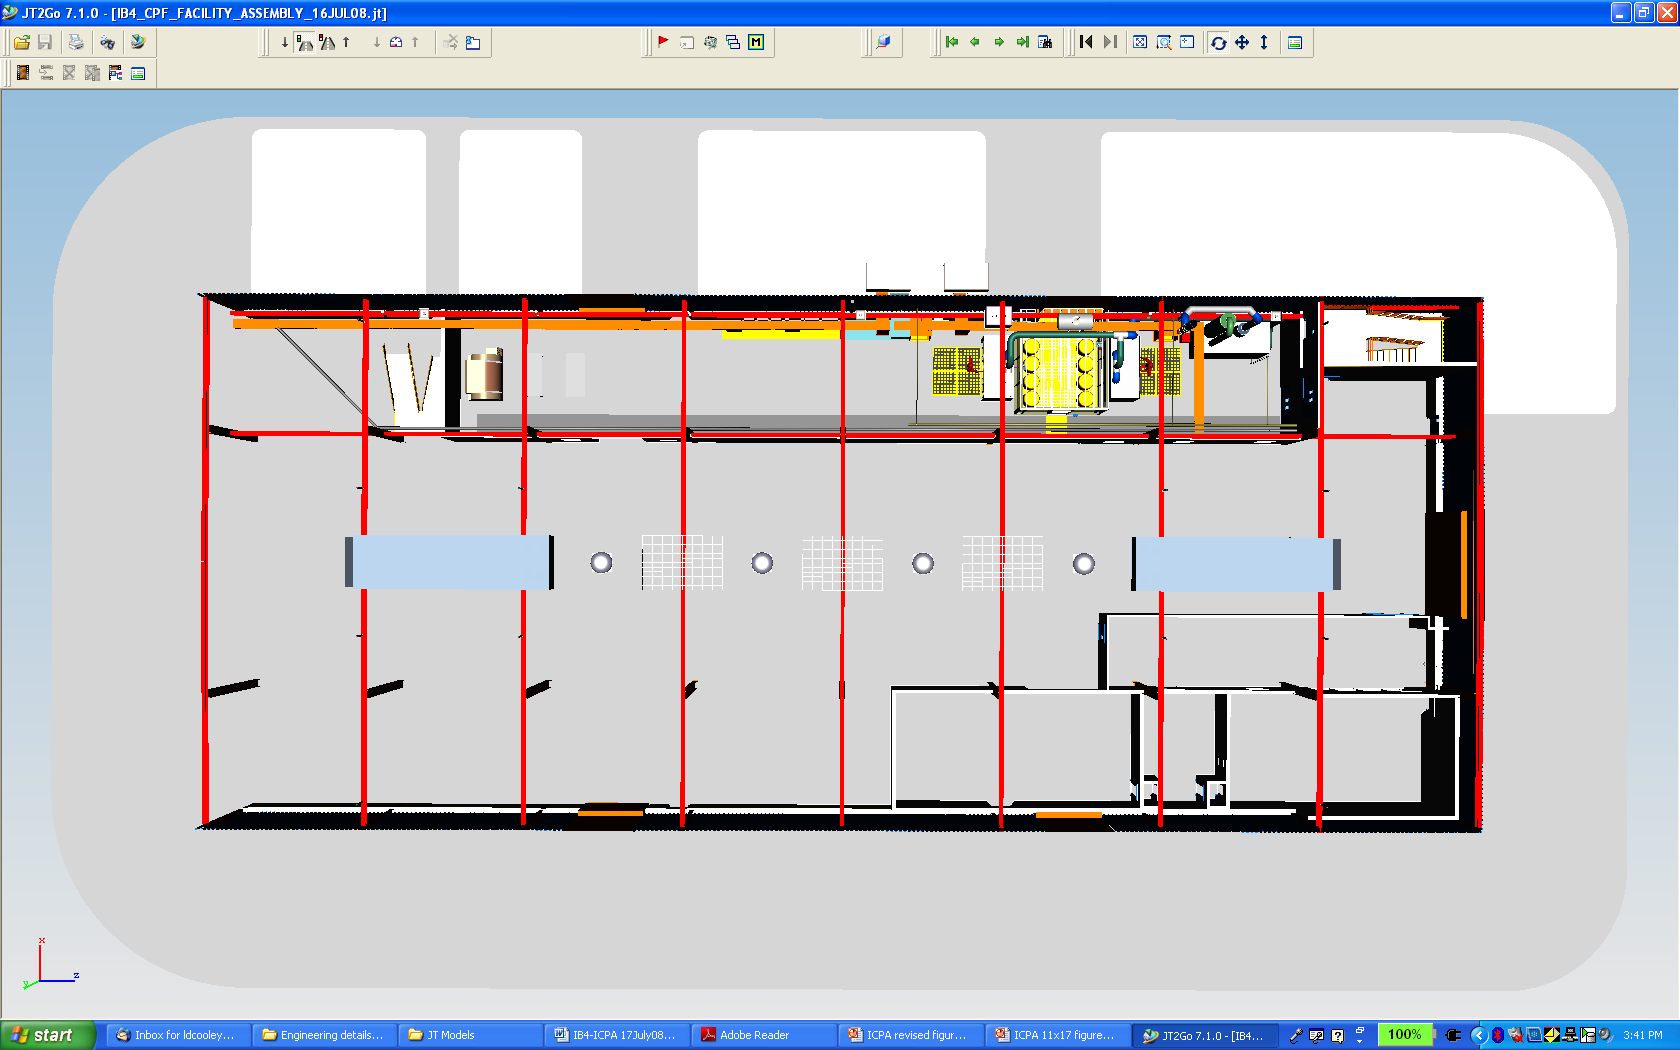 JT2Go 7.1.0 - [IB4_CPF_FACILITY_ASSEMBLY_16JUL08.jt]
M
x
z
y
start
Inbox for ldcooley...
Engineering details...
JT Models
IB4-ICPA 17July08...
Adobe Reader
ICPA revised figur...
ICPA 11x17 figure...
JT2Go 7.1.0 - [IB4...
100%
3:41 PM